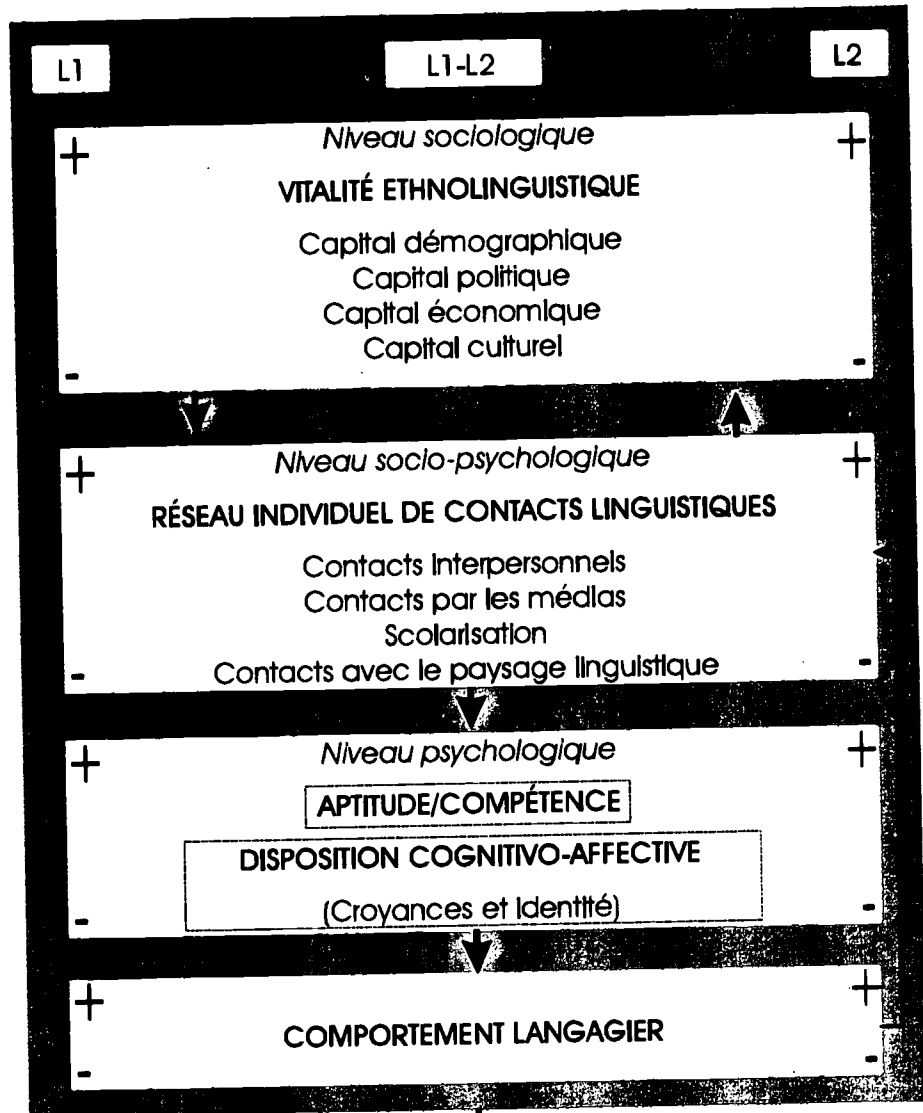 L1 L1-L2 L2
Niveau sociologique
+ +
VITALITÉ ETHNOLINGUISTIQUE
Capital démographique
Capital politique
Capital économique
Capital culturel
- -
Niveau socio-psychologique
+ +
RÉSEAU INDIVIDUEL DE CONTACTS LINGUISTIQUES
Contacts interpersonnels
Contacts par les médias
Scolarisation
Contacts avec le paysage linguistique
- -
Niveau psychologique
+ +
APTITUDE/COMPÉTENCE
DISPOSITION COGNITIVO-AFFECTIVE
(Croyances et Identité)
- -
+ +
COMPORTEMENT LANGAGIER
- -